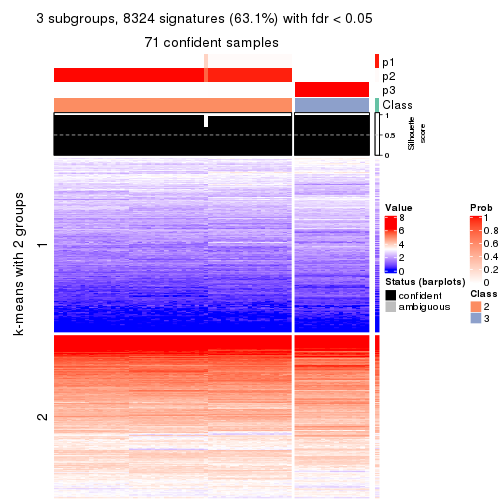 3 subgroups, 8324 signatures (63.1%) with fdr < 0.05
71 confident samples
p1
p2
p3
Class
1
0.5
0
Silhouette
score
k-means with 2 groups
1
2
Value
8
6
4
2
0
Status (barplots)
confident
ambiguous
Prob
1
0.8
0.6
0.4
0.2
0
Class
2
3